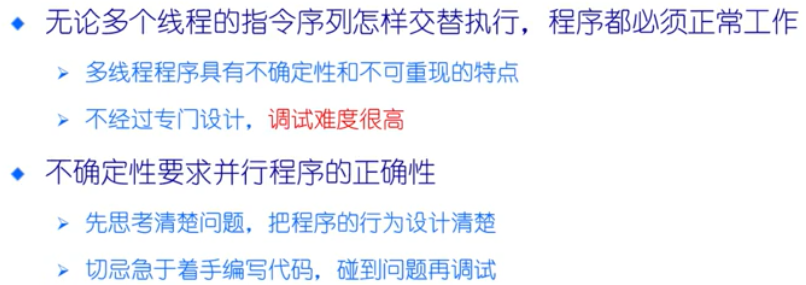 无论多个线程的指令序列怎样交替执行，程序都必须正常工作
多线程程序具有不确定性和不可重现的特点
不经过专门设计，调试难度很高
不确定性要求并行程序的正确性
先思考清楚问题，把程序的行为设计清楚
切忌急于着手编写代码，碰到问题再调试